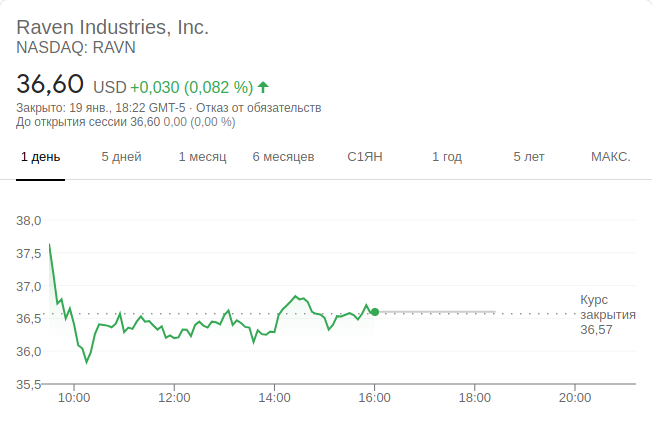 Raven Industries, Inc.
NASDAQ: RAVN
36,60 USD +0,030 (0,082 %)
Закрыто: 19 янв., 18:22 GMT-5 · Отказ от обязательств
До открытия сессии 36,60 0,00 (0,00 %)
1 день 5 дней 1 месяц 6 месяцев С1ЯН 1 год 5 лет МАКС.
38,0
37,5
37,0
36,5
36,0
35,5
Курс
закрытия
36,57
10:00 12:00 14:00 16:00 18:00 20:00